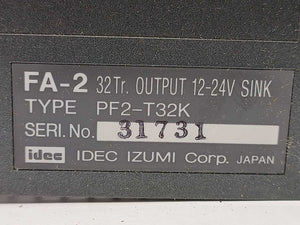 FA-2 32Tr. OUTPUT 12-24V SINK
TYPE PF2-T32K
SERI. No. 31731
idec IDEC IZUMI Corp. JAPAN